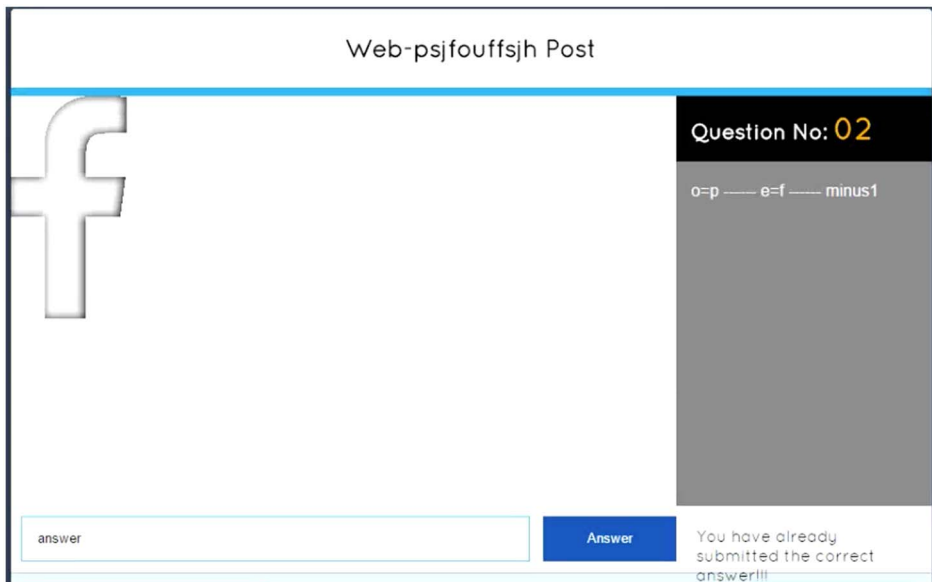 Web-psjfouffsjh Post
f
Question No: 02
o=p ------ e=f ------ minus1
answer
Answer
You have already
submitted the correct
answer!!!